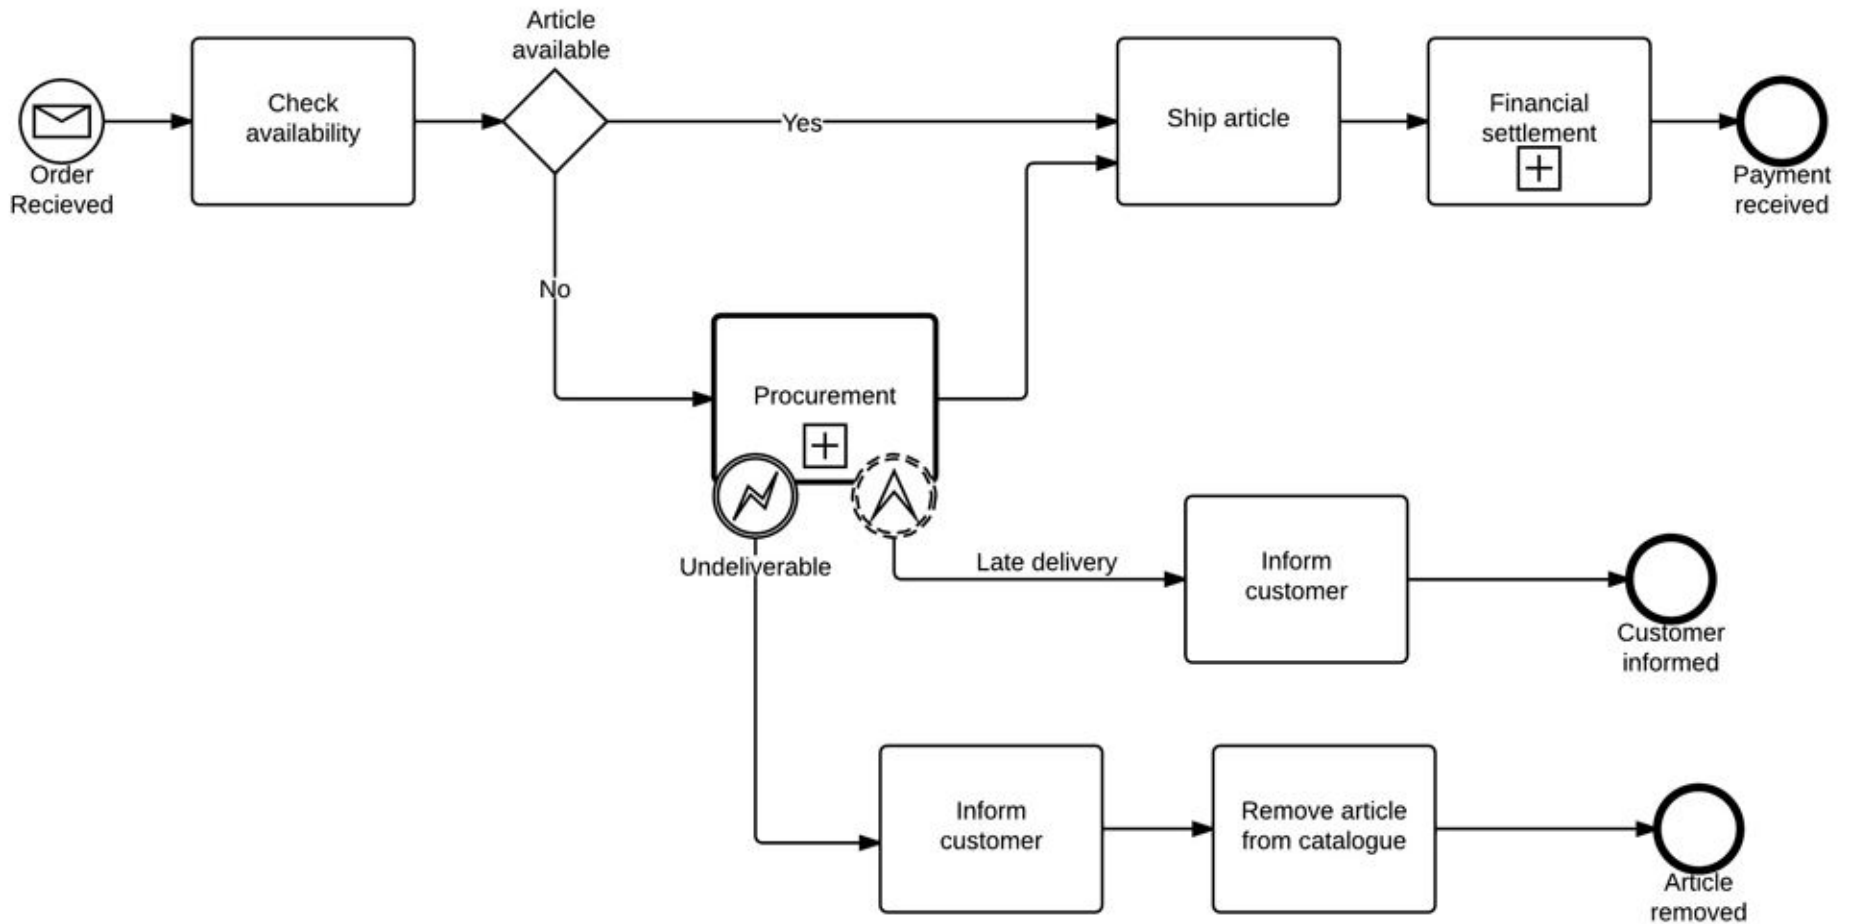 Article
available
Check
availability
Order
Recieved
Yes
Ship article
Financial
settlement
Payment
received
No
Procurement
Undeliverable
Late delivery
Inform
customer
Customer
informed
Inform
customer
Remove article
from catalogue
Article
removed